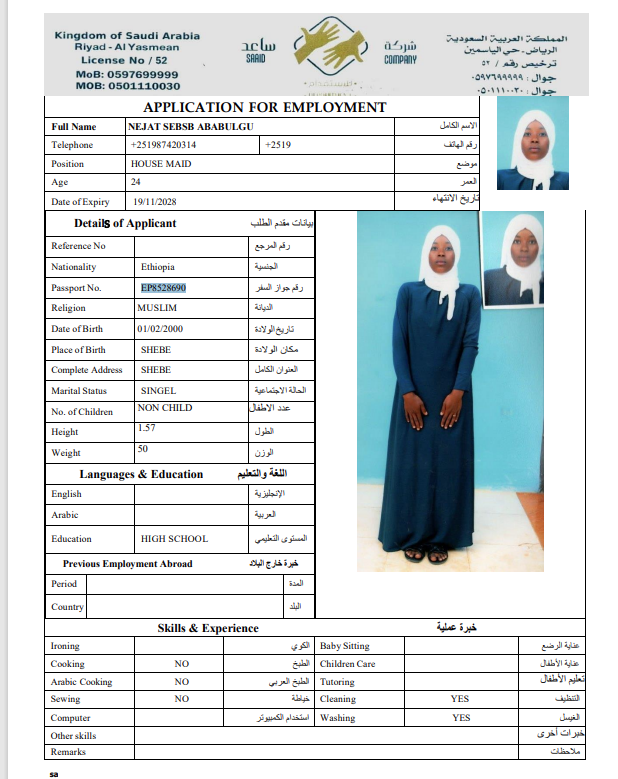 Kingdom of Saudi Arabia
Riyad - Al Yasmean
License No / 52
MoB: 0597699999
MOB: 0501110030
ساعد
SAAID
شركة
COMPANY
للاستقدام
المملكة العربية السعودية
الرياض - حي الياسمين
ترخيص رقم / ٥٢
جوال : ٠٥٩٧٦٩٩٩٩٩
جوال : ٠٥٠١١١٠٠٣٠
APPLICATION FOR EMPLOYMENT
Full Name NEJAT SEBSB ABABULGU الاسم الكامل
Telephone +251987420314 +2519 رقم الهاتف
Position HOUSE MAID موضع
Age 24 العمر
Date of Expiry 19/11/2028 تاريخ الانتهاء
Details of Applicant بيانات مقدم الطلب
Reference No رقم المرجع
Nationality Ethiopia الجنسية
Passport No. EP8528690 رقم جواز السفر
Religion MUSLIM الديانة
Date of Birth 01/02/2000 تاريخ الولادة
Place of Birth SHEBE مكان الولادة
Complete Address SHEBE العنوان الكامل
Marital Status SINGEL الحالة الاجتماعية
No. of Children NON CHILD عدد الاطفال
Height 1.57 الطول
Weight 50 الوزن
Languages & Education اللغة والتعليم
English الإنجليزية
Arabic العربية
Education HIGH SCHOOL المستوى التعليمي
Previous Employment Abroad خبرة خارج البلاد
Period المدة
Country البلد
Skills & Experience خبرة عملية
Ironing الكوي Baby Sitting عناية الرضع
Cooking NO الطبخ Children Care عناية الأطفال
Arabic Cooking NO الطبخ العربي Tutoring تعليم الأطفال
Sewing NO خياطة Cleaning YES التنظيف
Computer استخدام الكمبيوتر Washing YES الغيسل
Other skills خبرات أخرى
Remarks ملاحظات
sa